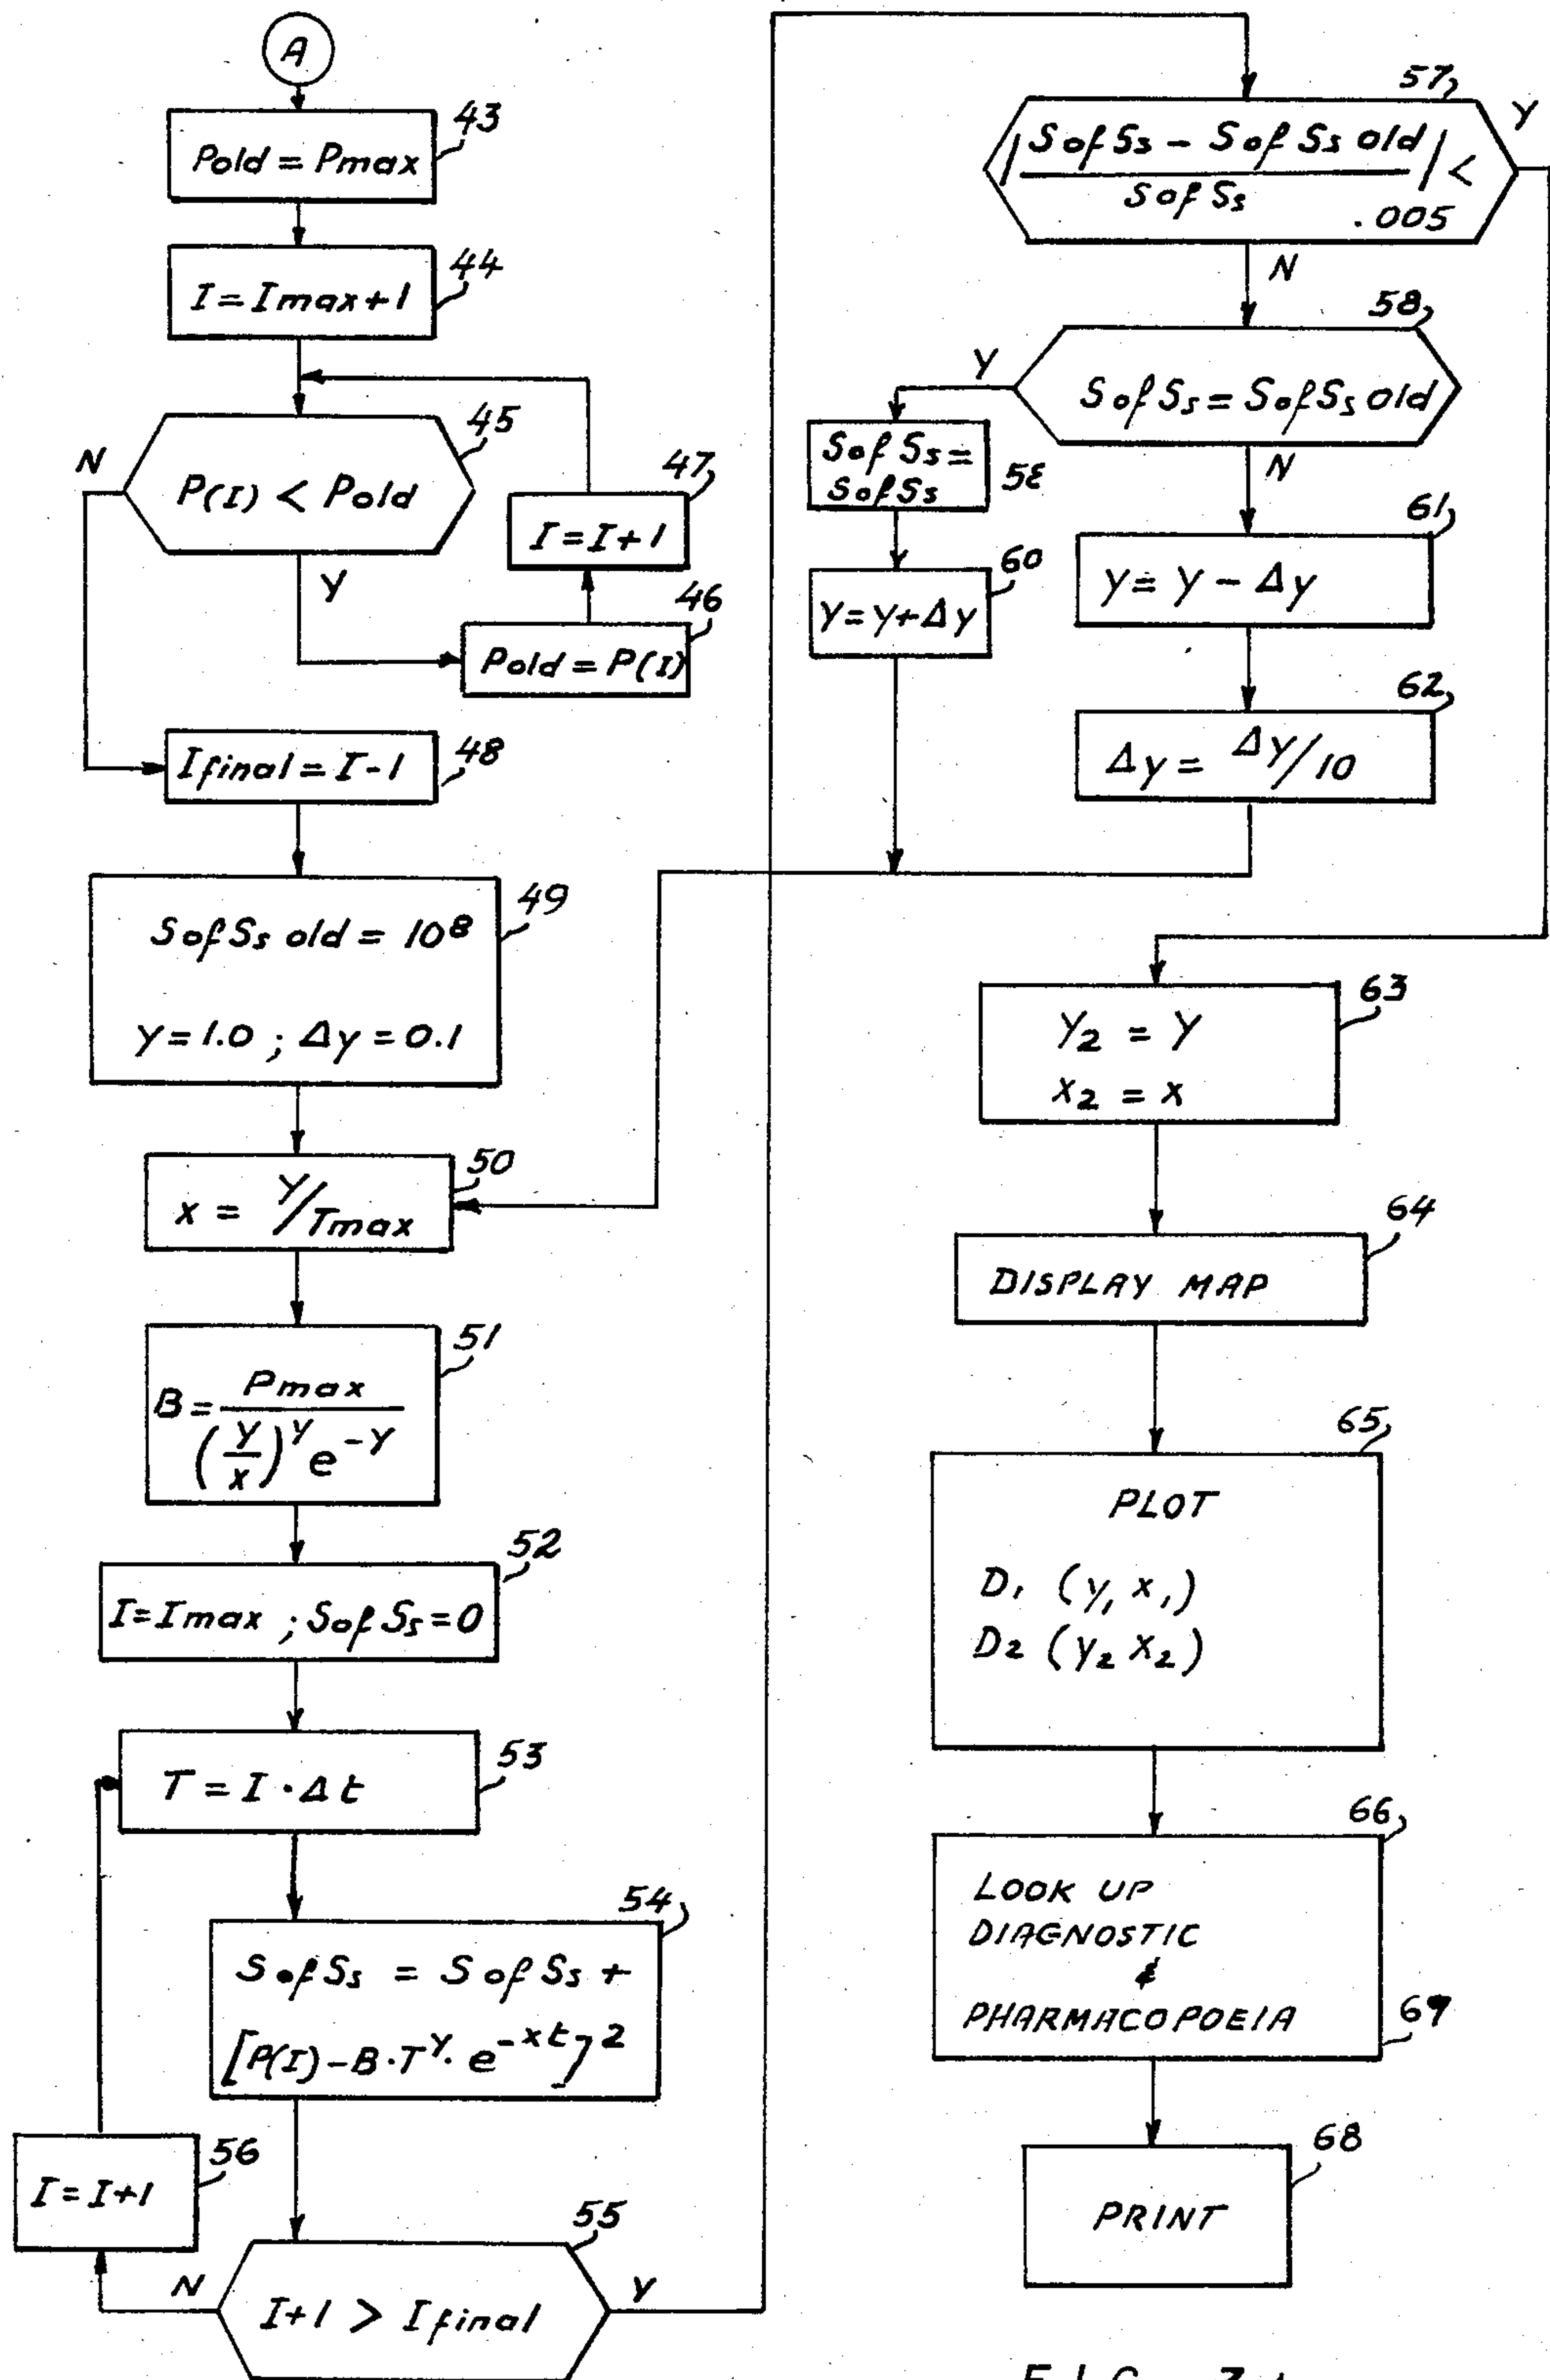 A
43
Pold = Pmax
44
I = Imax+1
45
N
P(I) < Pold
Y
47
I = I+1
46
Pold = P(I)
48
Ifinal = I-1
49
SofSs old = 10⁸
Y = 1.0 ; Δy = 0.1
50
x = Y/Tmax
51
B = Pmax
(Y/x)ʸ e⁻ʸ
52
I=Imax ; SofSs=0
53
T = I · Δt
54
SofSs = SofSs +
[P(I) - B · Tʸ · e⁻ˣᵗ]²
56
I = I+1
55
N
Y
I+1 > Ifinal
57
Y
| SofSs - SofSs old
SofSs | <
.005
N
58
Y
SofSs = SofSs old
N
SofSs =
SofSs
60
Y = Y+Δy
61
Y = Y - Δy
62
Δy = ΔY/10
63
Y₂ = Y
X₂ = X
64
DISPLAY MAP
65
PLOT
D₁ (y₁ x₁)
D₂ (y₂ x₂)
66
LOOK UP
DIAGNOSTIC
&
PHARMACOPOEIA
68
PRINT